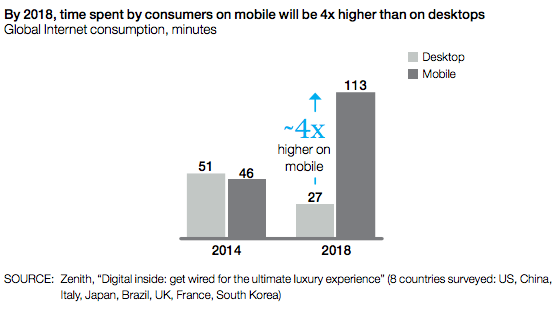 By 2018, time spent by consumers on mobile will be 4x higher than on desktops
Global Internet consumption, minutes
Desktop
Mobile
113
~4x
higher on
mobile
51
46
27
2014
2018
SOURCE: Zenith, “Digital inside: get wired for the ultimate luxury experience” (8 countries surveyed: US, China,
Italy, Japan, Brazil, UK, France, South Korea)